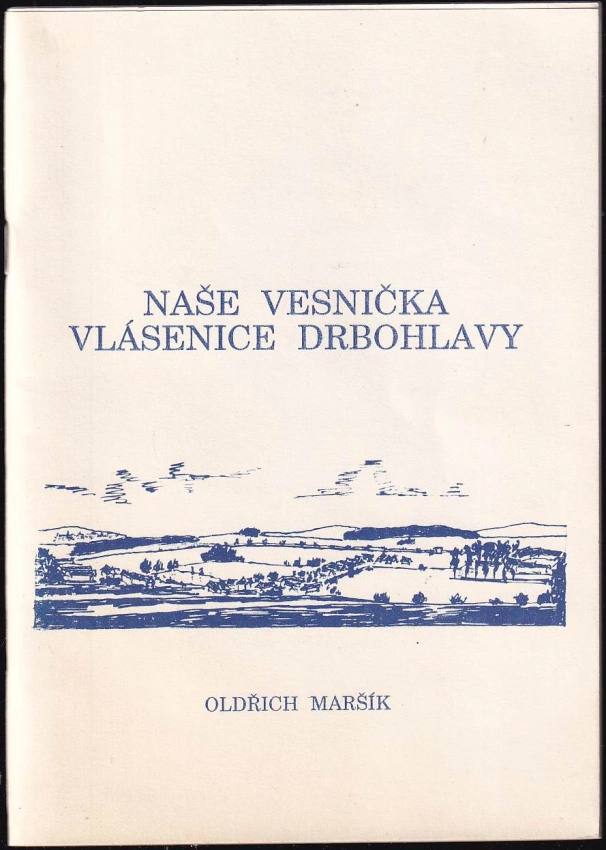 NAŠE VESNIČKA
VLÁSENICE DRBOHLAVY
OLDŘICH MARŠÍK